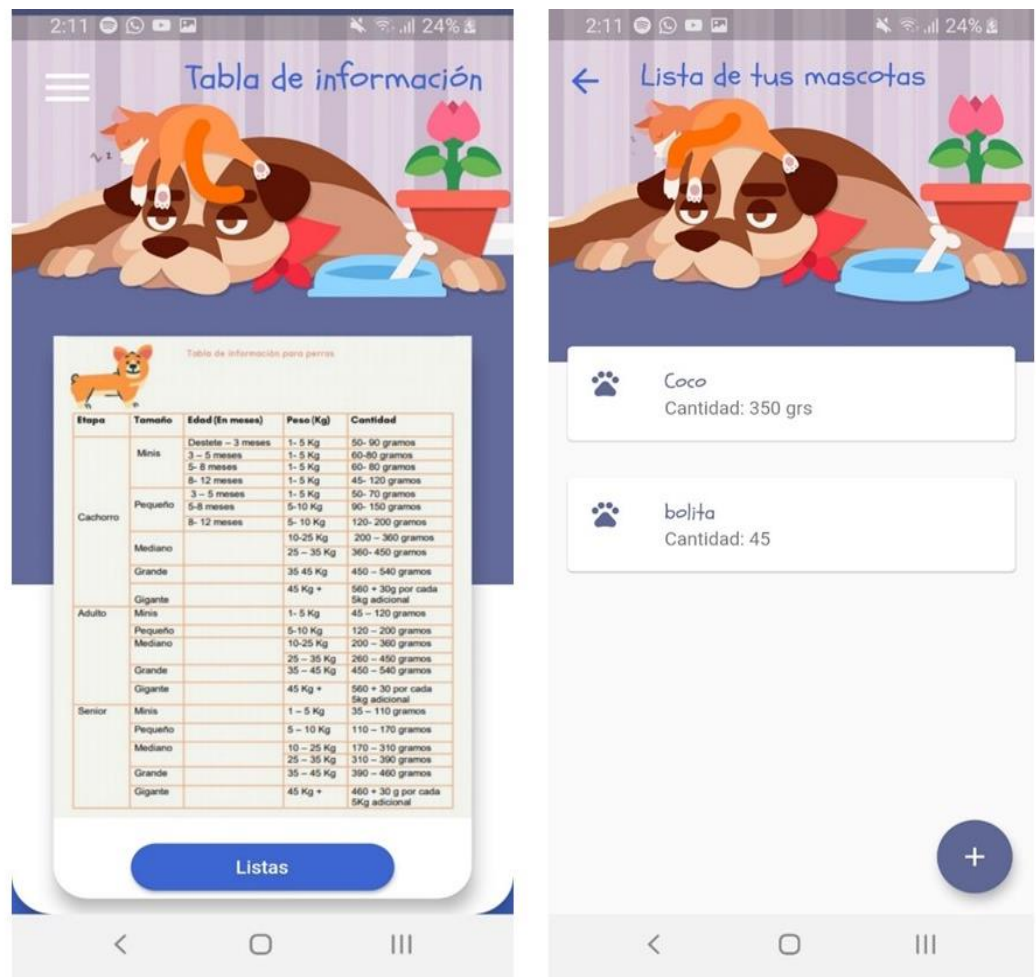 2:11 24%
Tabla de información
Tabla de información para perros
Etapa Tamaño Edad (En meses) Peso (Kg) Cantidad
Cachorro Minis Destete – 3 meses 1- 5 Kg 50- 90 gramos
3 – 5 meses 1- 5 Kg 60-80 gramos
5- 8 meses 1- 5 Kg 60- 80 gramos
8- 12 meses 1- 5 Kg 45- 120 gramos
Pequeño 3 – 5 meses 1- 5 Kg 50- 70 gramos
5-8 meses 5-10 Kg 90- 150 gramos
8- 12 meses 5- 10 Kg 120- 200 gramos
Mediano 10-25 Kg 200 – 360 gramos
25 – 35 Kg 360- 450 gramos
Grande 35 45 Kg 450 – 540 gramos
Gigante 45 Kg + 560 + 30g por cada
5kg adicional
Adulto Minis 1- 5 Kg 45 – 120 gramos
Pequeño 5-10 Kg 120 – 200 gramos
Mediano 10-25 Kg 200 – 360 gramos
25 – 35 Kg 260 – 450 gramos
Grande 35 – 45 Kg 450 – 540 gramos
Gigante 45 Kg + 560 + 30 por cada
5kg adicional
Senior Minis 1 – 5 Kg 35 – 110 gramos
Pequeño 5 – 10 Kg 110 – 170 gramos
Mediano 10 – 25 Kg 170 – 310 gramos
25 – 35 Kg 310 – 390 gramos
Grande 35 – 45 Kg 390 – 460 gramos
Gigante 45 Kg + 460 + 30 g por cada
5Kg adicional
Listas
2:11 24%
Lista de tus mascotas
Coco
Cantidad: 350 grs
bolita
Cantidad: 45
+